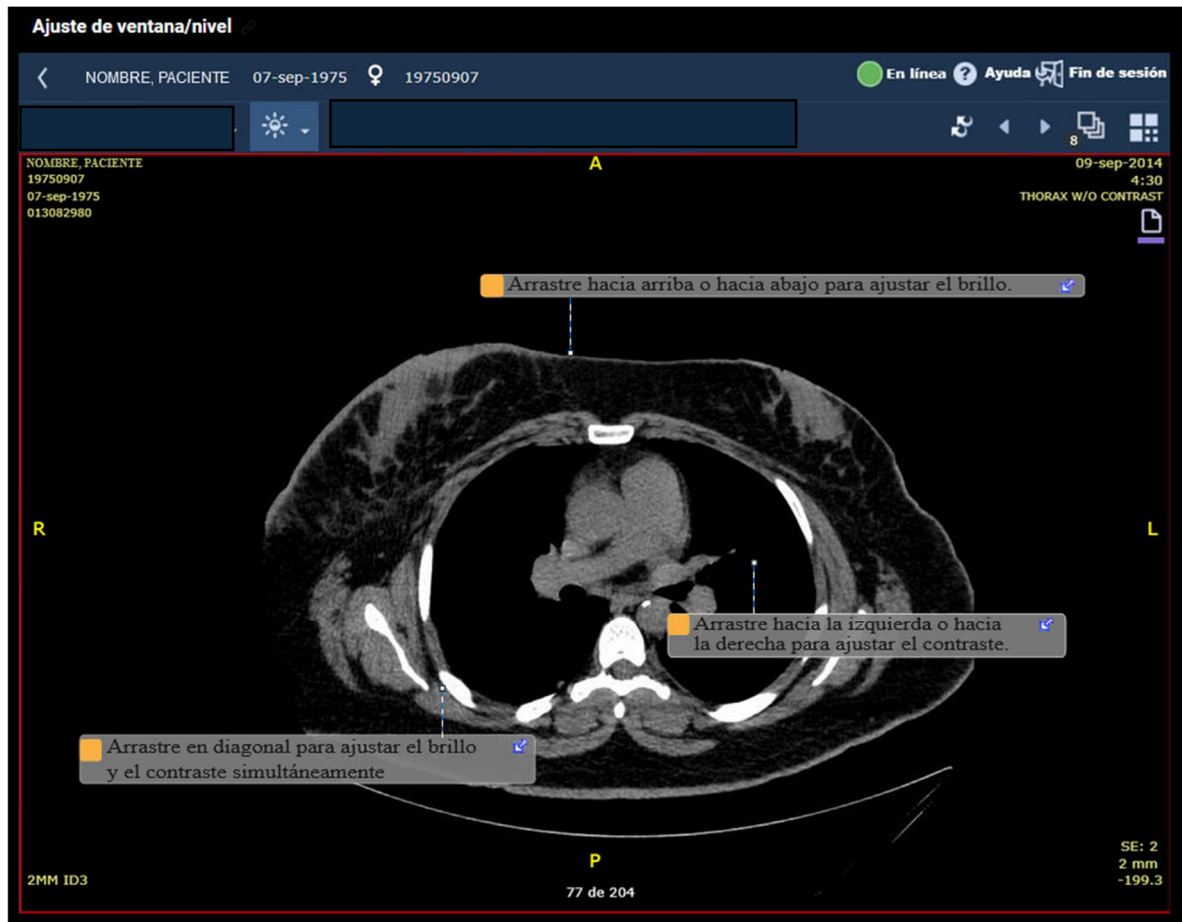 Ajuste de ventana/nivel
NOMBRE, PACIENTE 07-sep-1975 ♀ 19750907
En línea ? Ayuda Fin de sesión
8
NOMBRE, PACIENTE
19750907
07-sep-1975
013082980
A
09-sep-2014
4:30
THORAX W/O CONTRAST
Arrastre hacia arriba o hacia abajo para ajustar el brillo.
R
L
Arrastre hacia la izquierda o hacia
la derecha para ajustar el contraste.
Arrastre en diagonal para ajustar el brillo
y el contraste simultáneamente
P
2MM ID3
77 de 204
SE: 2
2 mm
-199.3